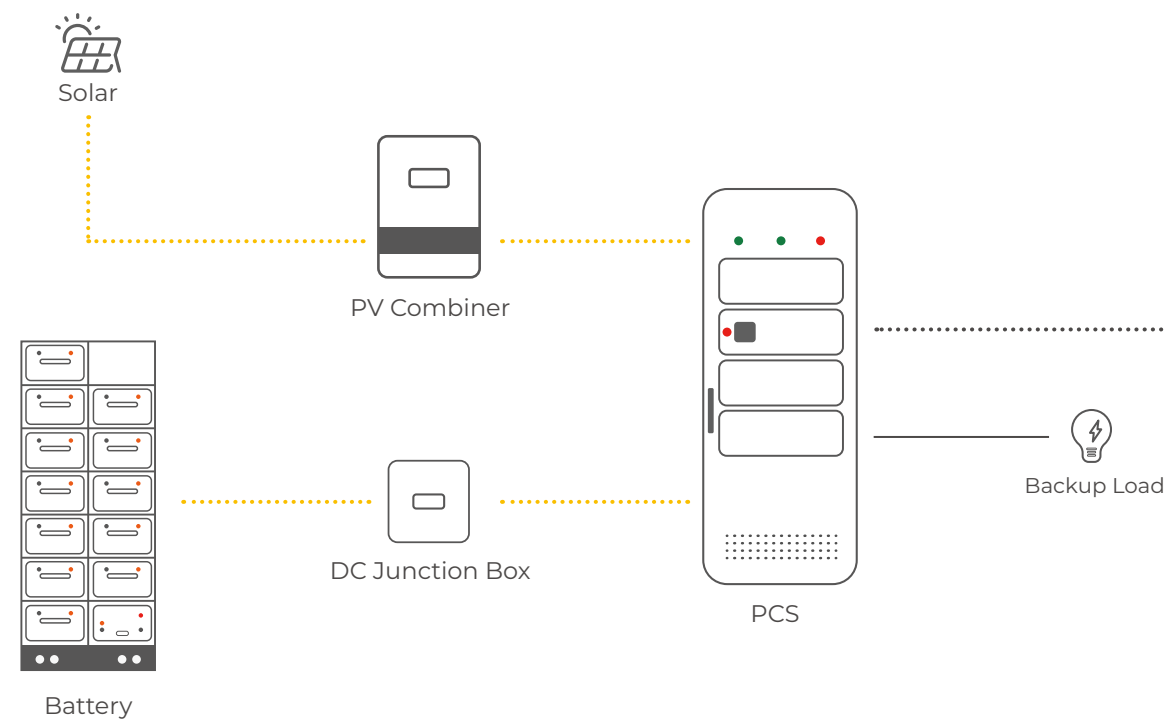 Solar
PV Combiner
Backup Load
DC Junction Box
PCS
Battery